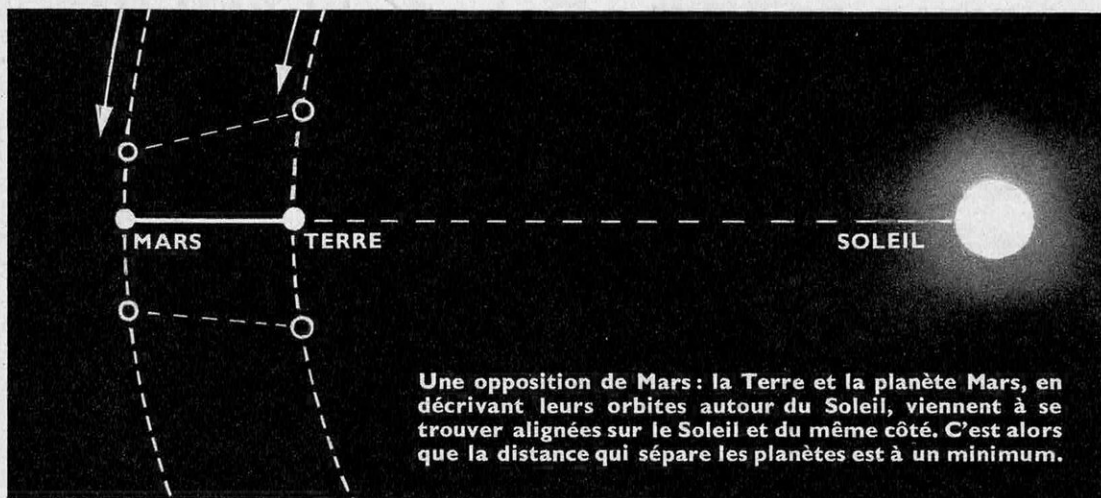 MARS
TERRE
SOLEIL
Une opposition de Mars : la Terre et la planète Mars, en
décrivant leurs orbites autour du Soleil, viennent à se
trouver alignées sur le Soleil et du même côté. C'est alors
que la distance qui sépare les planètes est à un minimum.